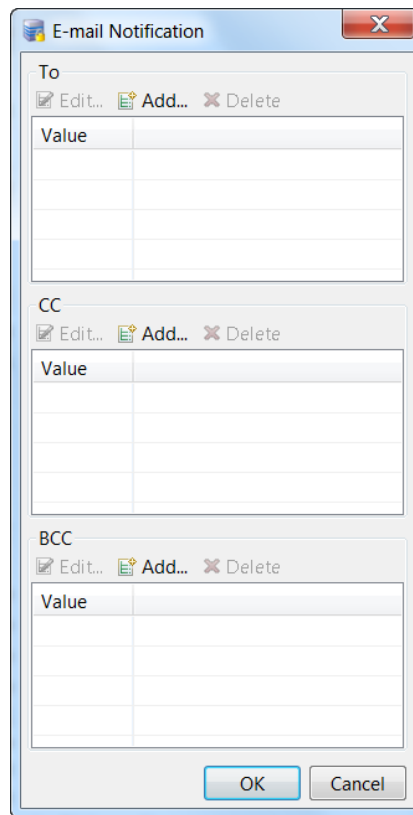 E-mail Notification
To
Edit... Add... Delete
Value
CC
Edit... Add... Delete
Value
BCC
Edit... Add... Delete
Value
OK Cancel